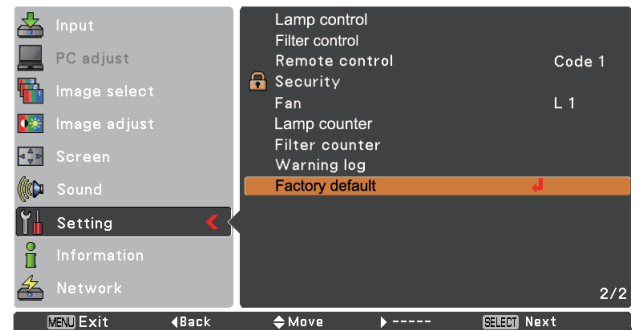 Input
PC adjust
Image select
Image adjust
Screen
Sound
Setting
Information
Network
Lamp control
Filter control
Remote control Code 1
Security
Fan L 1
Lamp counter
Filter counter
Warning log
Factory default
2/2
MENU Exit Back Move ----- SELECT Next